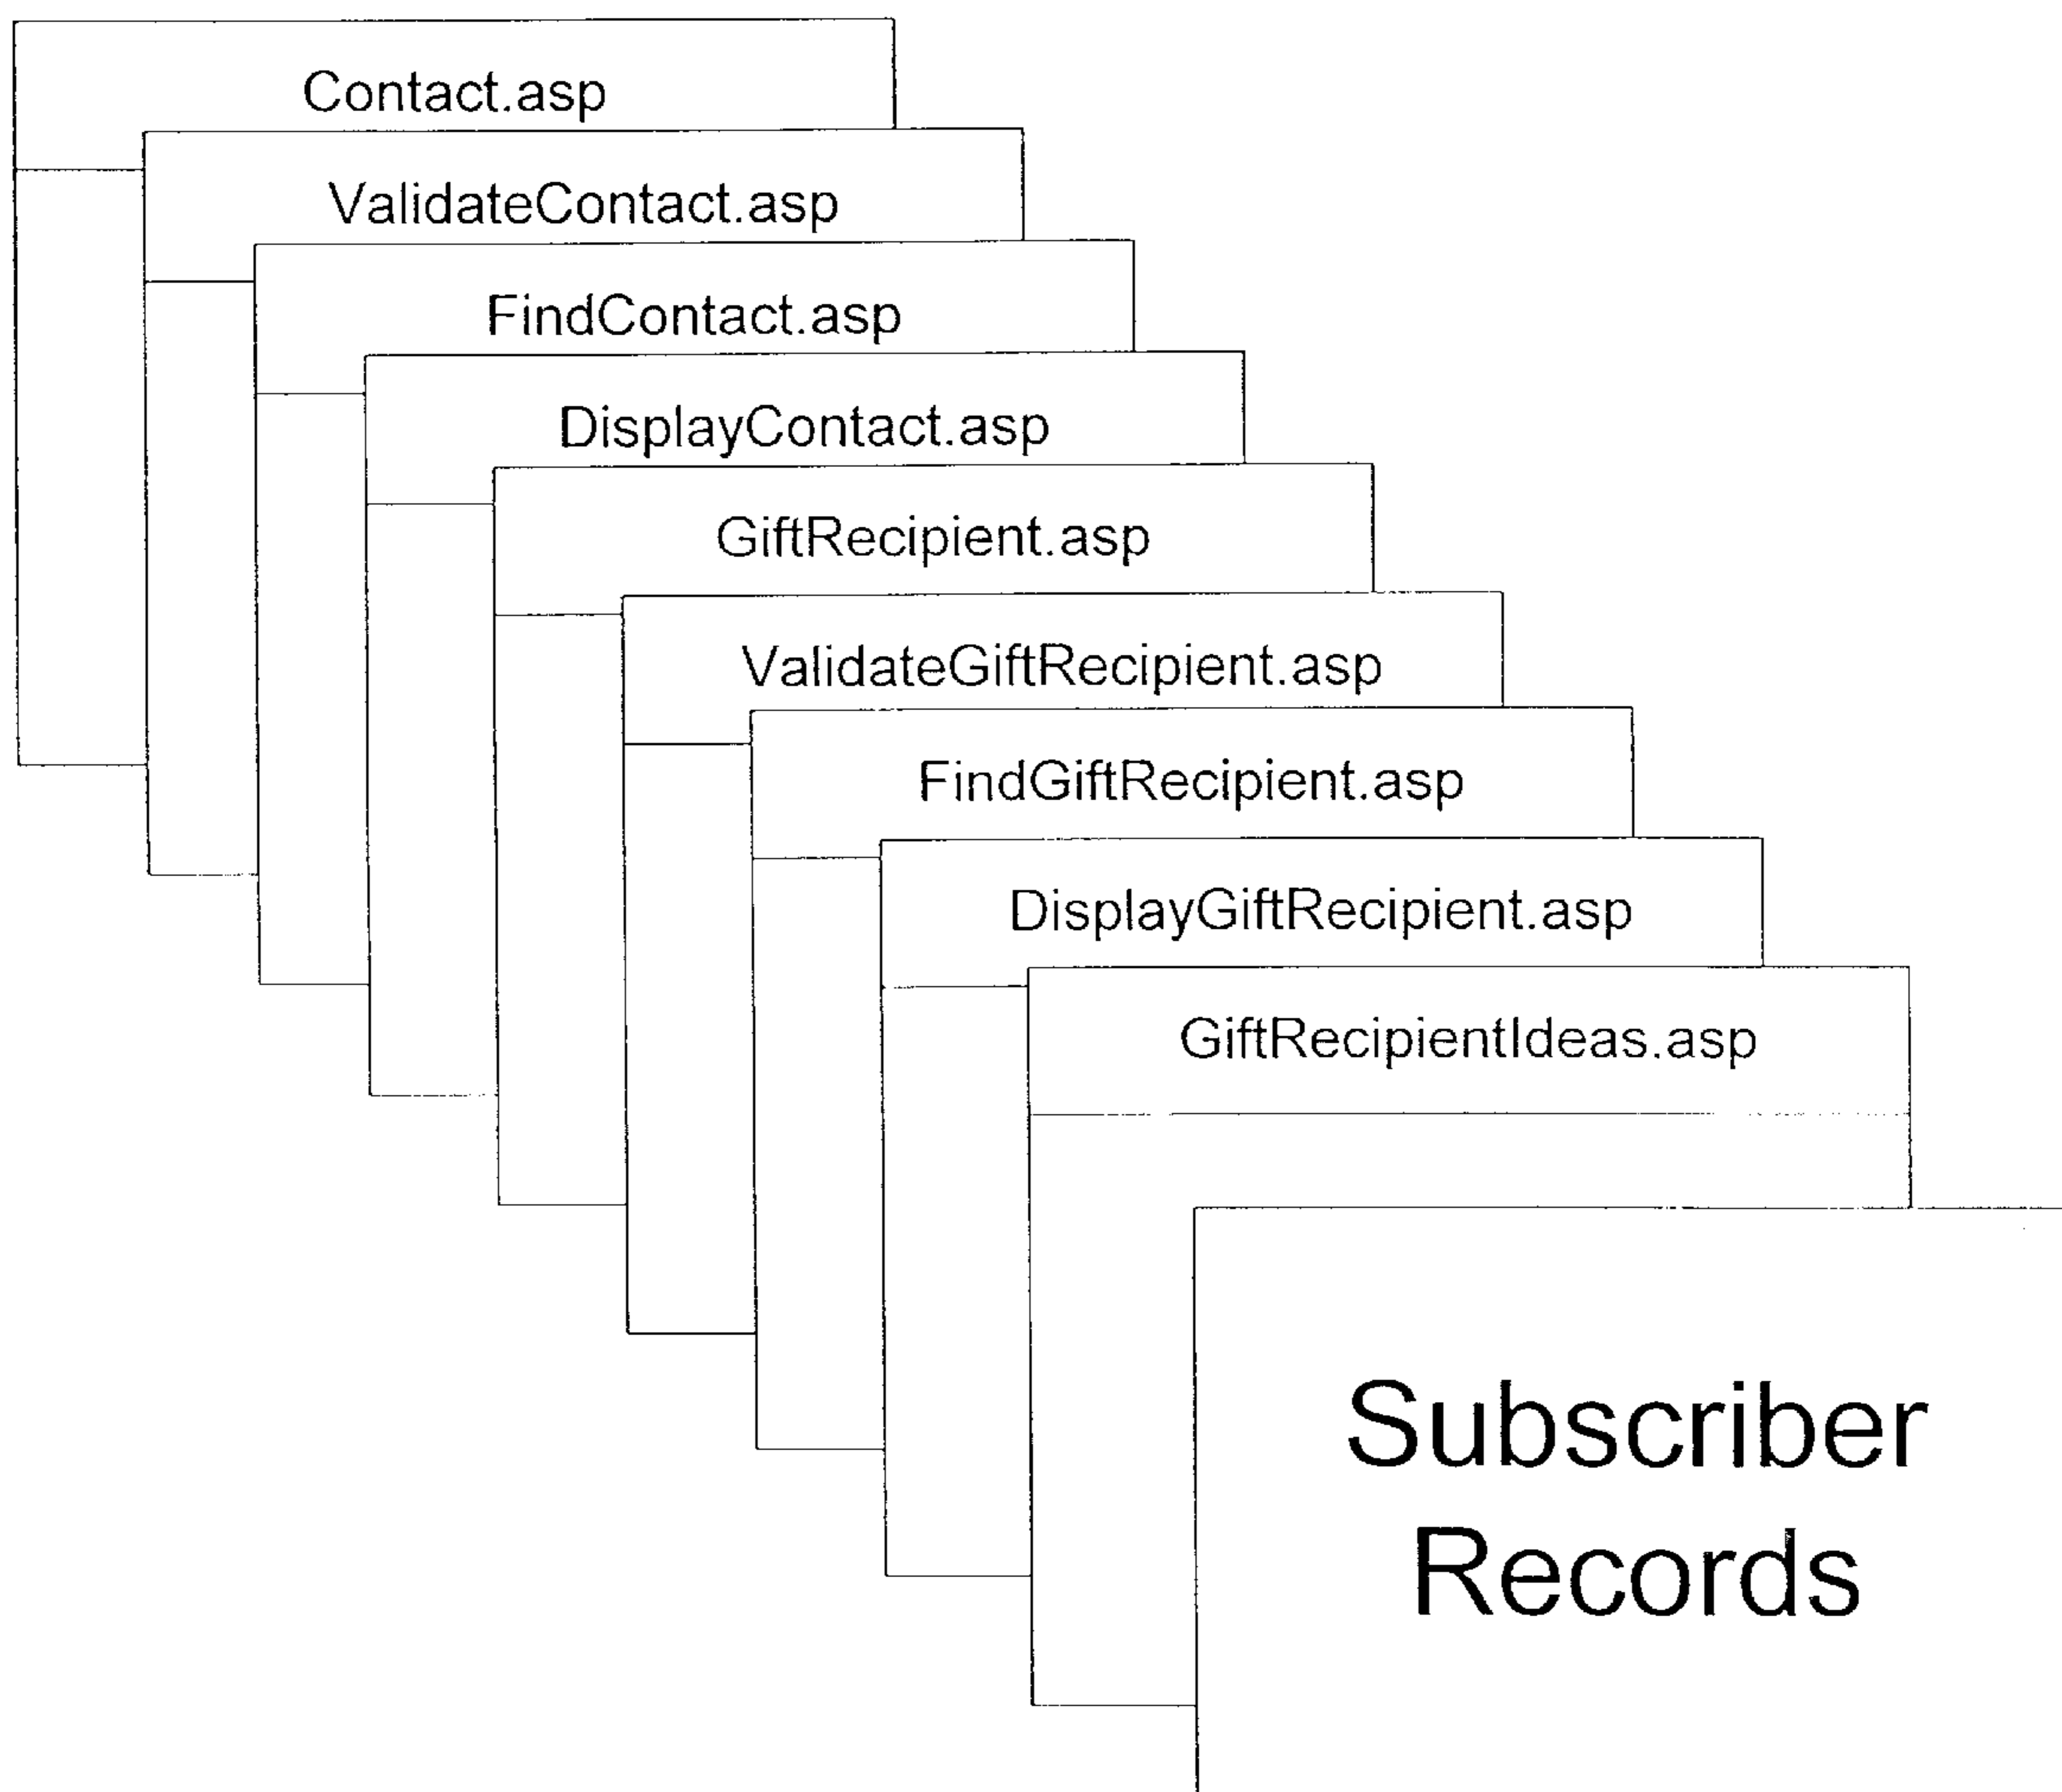 Contact.asp
ValidateContact.asp
FindContact.asp
DisplayContact.asp
GiftRecipient.asp
ValidateGiftRecipient.asp
FindGiftRecipient.asp
DisplayGiftRecipient.asp
GiftRecipientIdeas.asp
Subscriber
Records